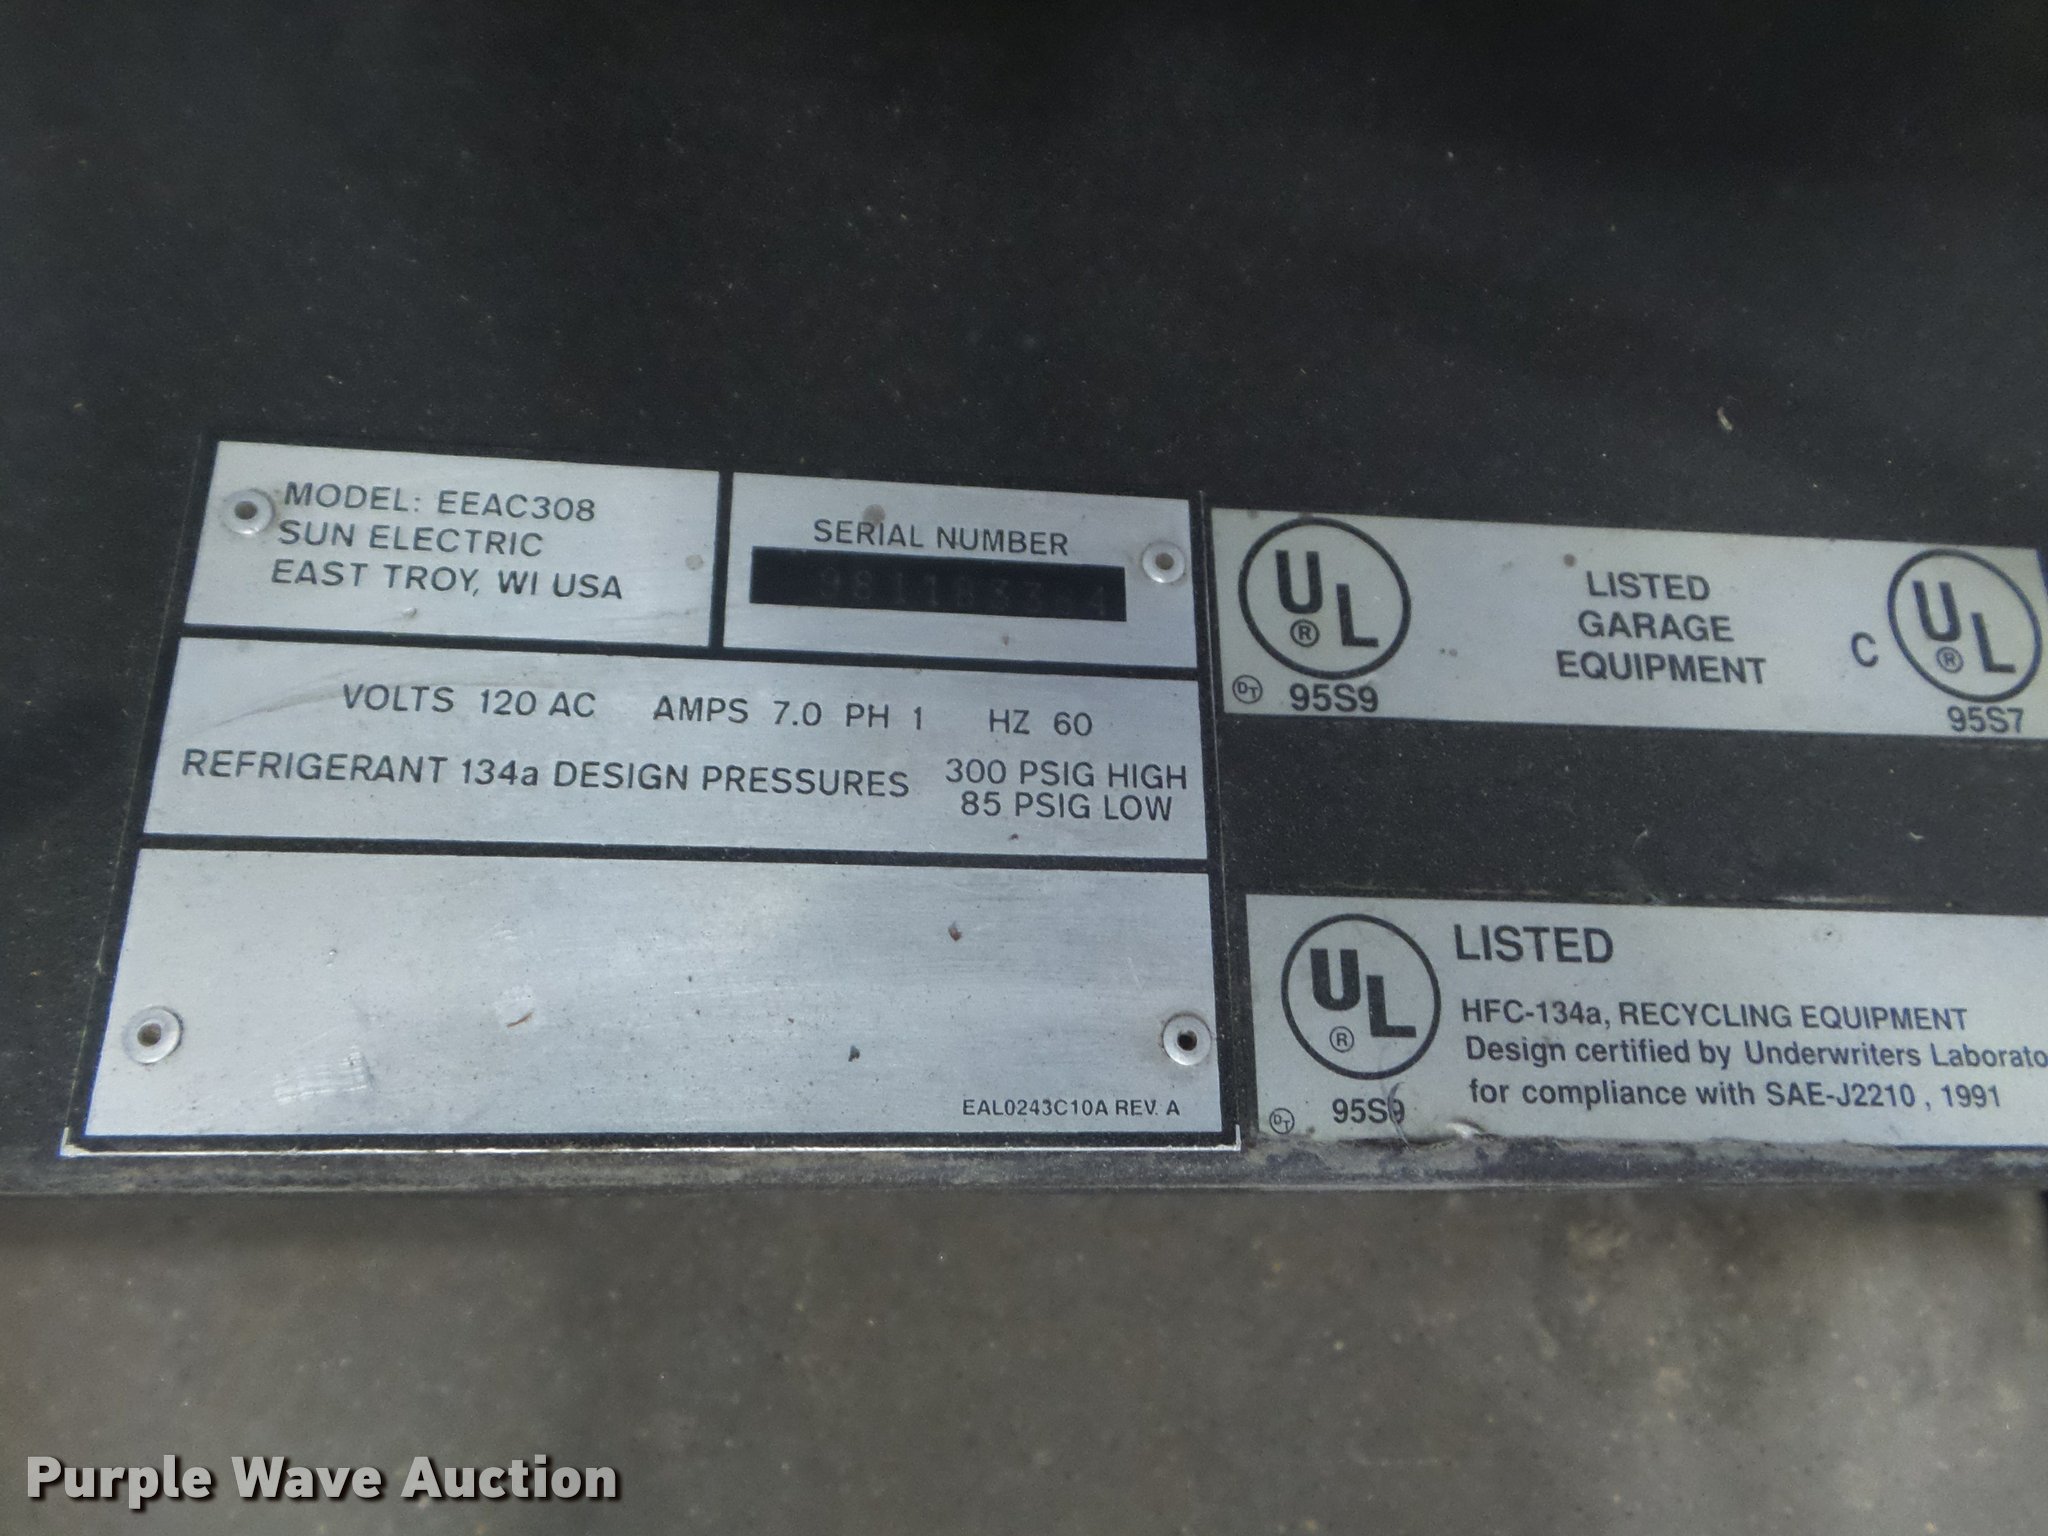 MODEL: EEAC308
SUN ELECTRIC
EAST TROY, WI USA
SERIAL NUMBER
VOLTS 120 AC AMPS 7.0 PH 1 HZ 60
REFRIGERANT 134a DESIGN PRESSURES 300 PSIG HIGH
85 PSIG LOW
EAL0243C10A REV. A
UL
®
DT 95S9
LISTED
GARAGE
EQUIPMENT
C UL
®
95S7
UL
®
DT 95S9
LISTED
HFC-134a, RECYCLING EQUIPMENT
Design certified by Underwriters Laborato
for compliance with SAE-J2210 , 1991
Purple Wave Auction